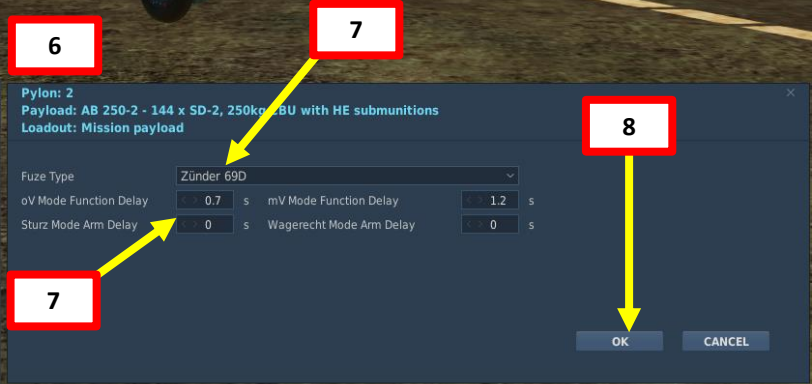 6
7
Pylon: 2
Payload: AB 250-2 - 144 x SD-2, 250kg CBU with HE submunitions
Loadout: Mission payload
8
Fuze Type Zünder 69D
oV Mode Function Delay 0.7 s mV Mode Function Delay 1.2 s
Sturz Mode Arm Delay 0 s Wagerecht Mode Arm Delay 0 s
7
OK CANCEL